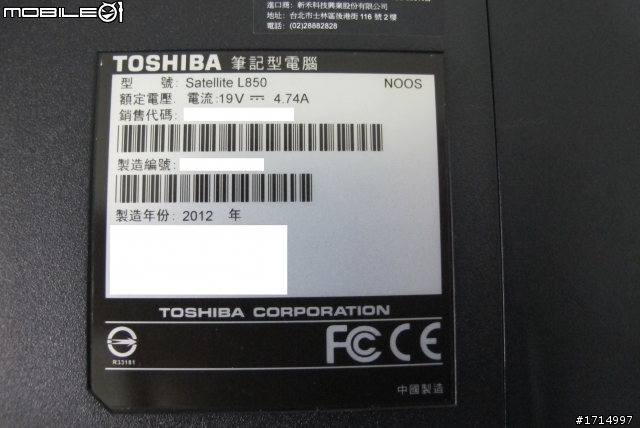 MOBILE01
進口商：新禾科技興業股份有限公司
地址：台北市士林區後港街116號2樓
電話：(02)28882828
TOSHIBA 筆記型電腦
型 號: Satellite L850 NOOS
額定電壓. 電流:19V 4.74A
銷售代碼:
製造編號:
製造年份: 2012 年
TOSHIBA CORPORATION
R33181
FC CE
中國製造
#1714997